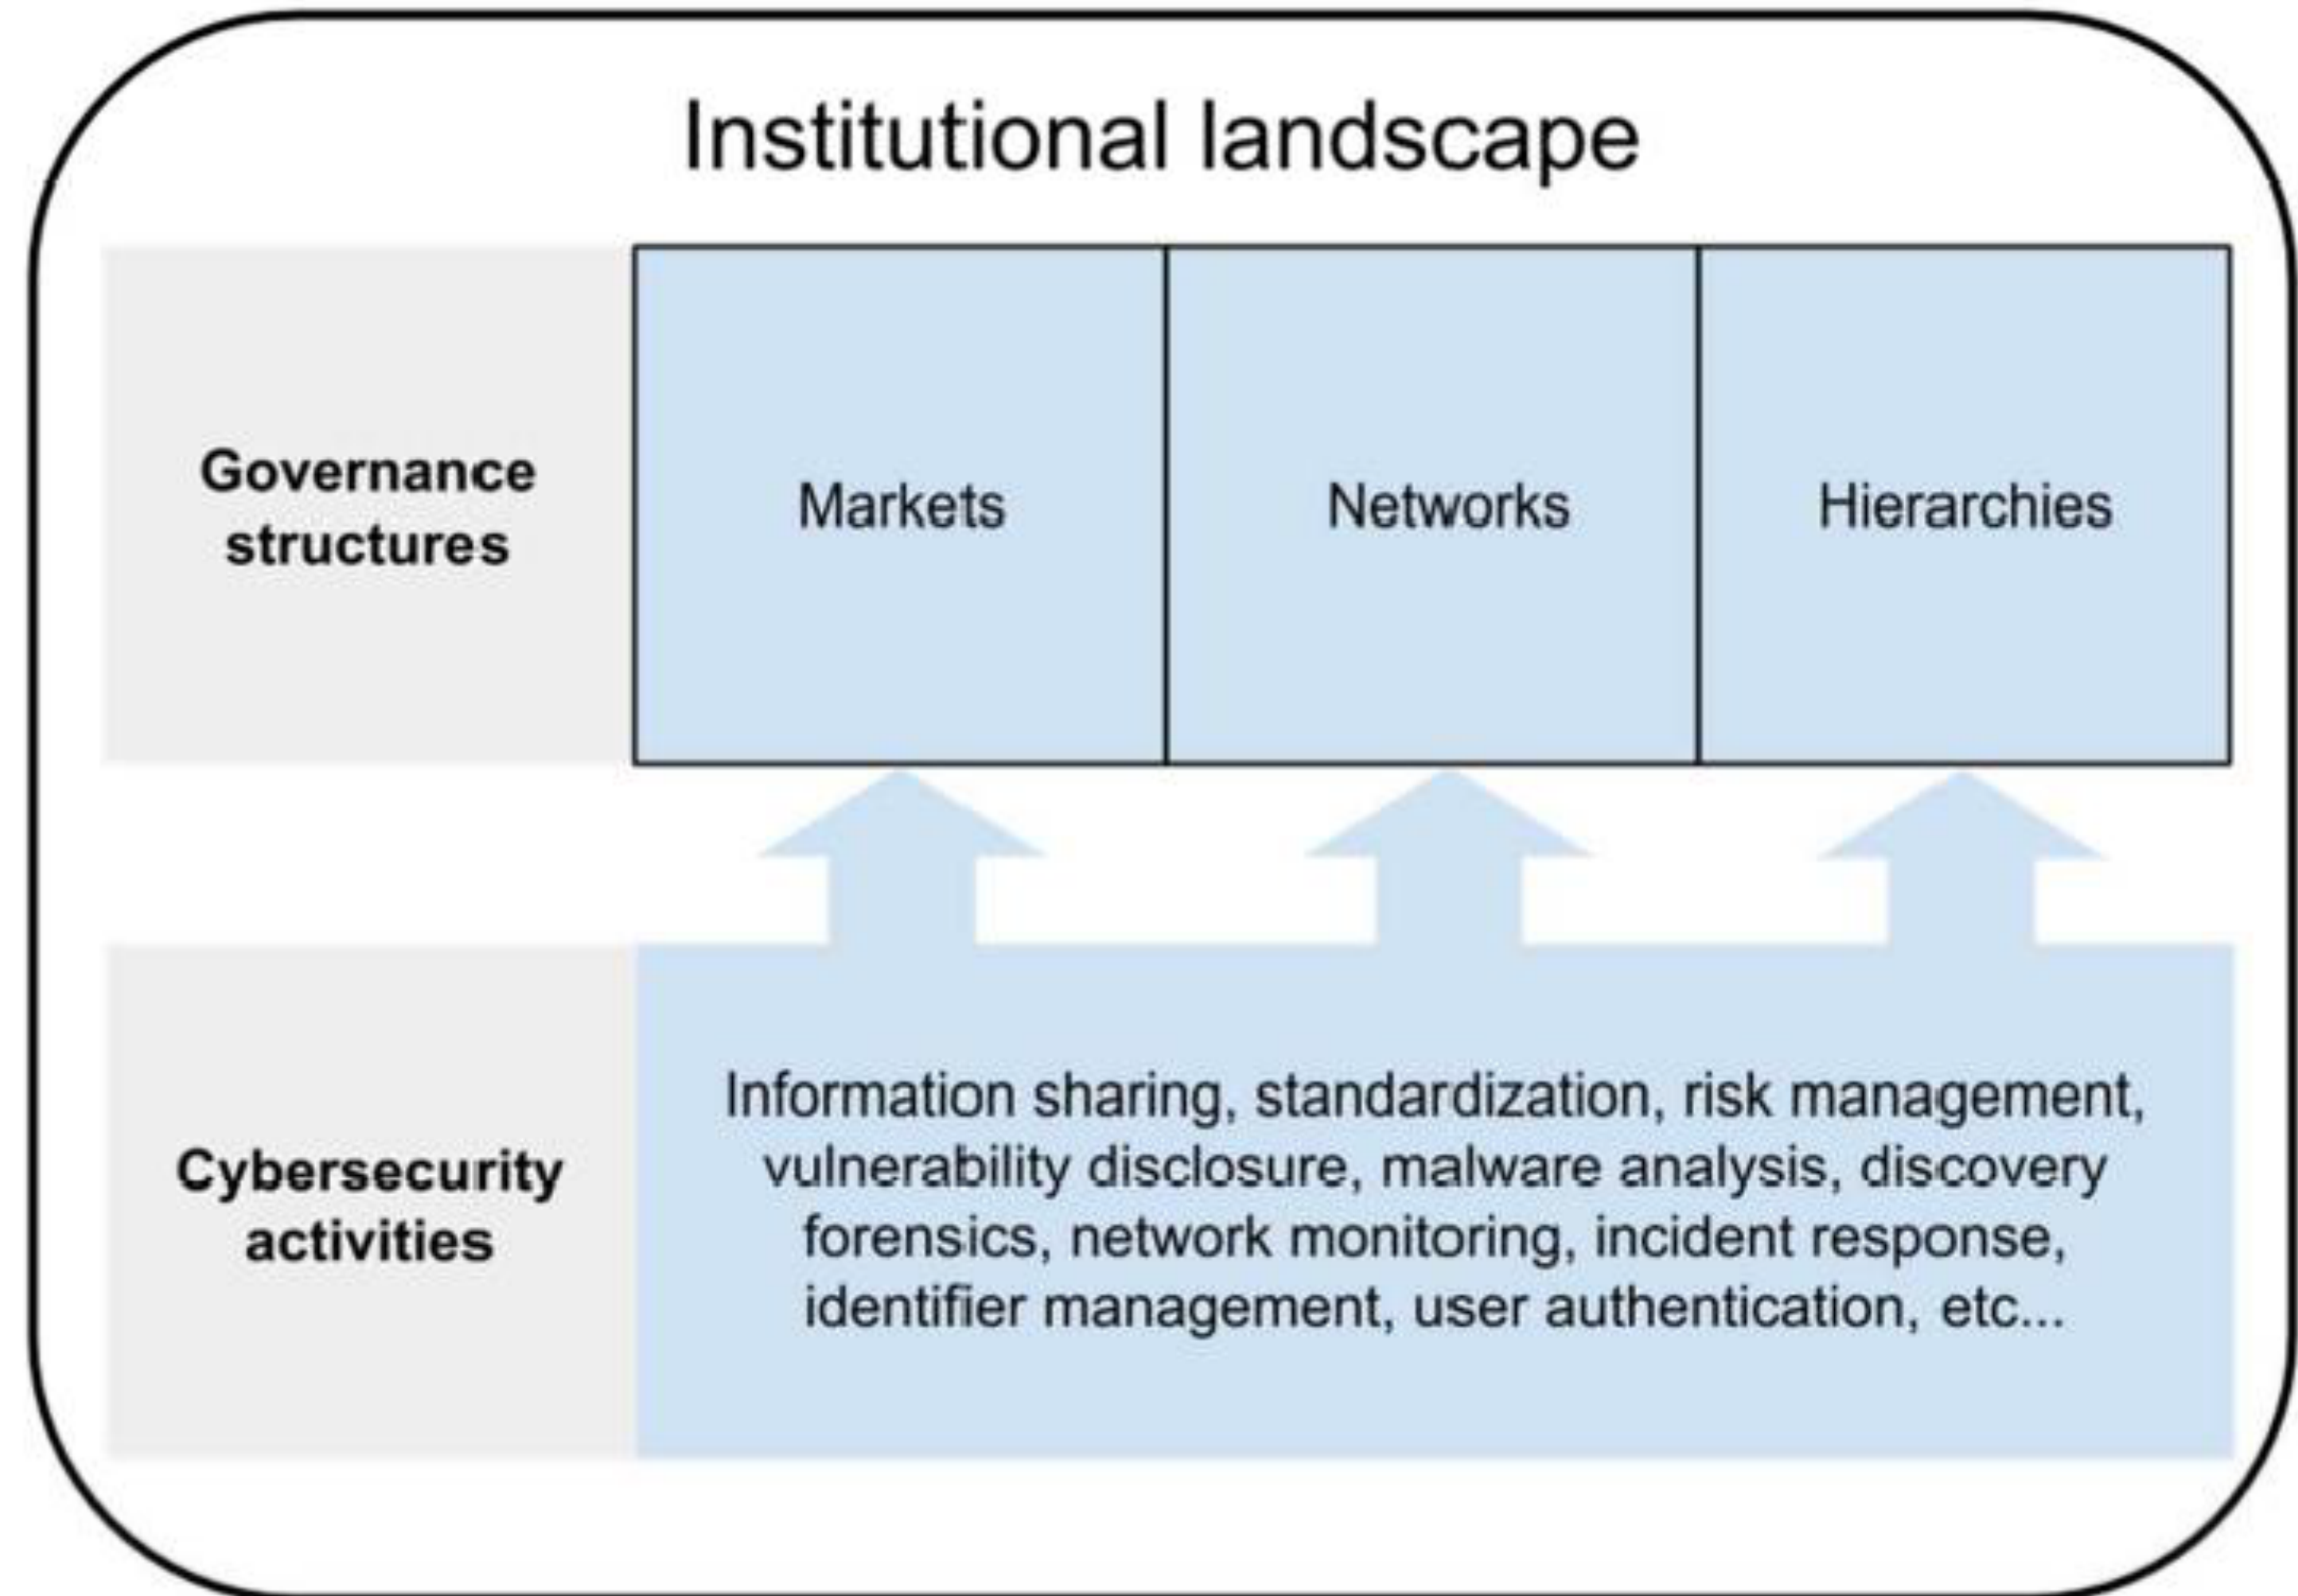 Institutional landscape
Governance
structures
Markets
Networks
Hierarchies
Cybersecurity
activities
Information sharing, standardization, risk management,
vulnerability disclosure, malware analysis, discovery
forensics, network monitoring, incident response,
identifier management, user authentication, etc...